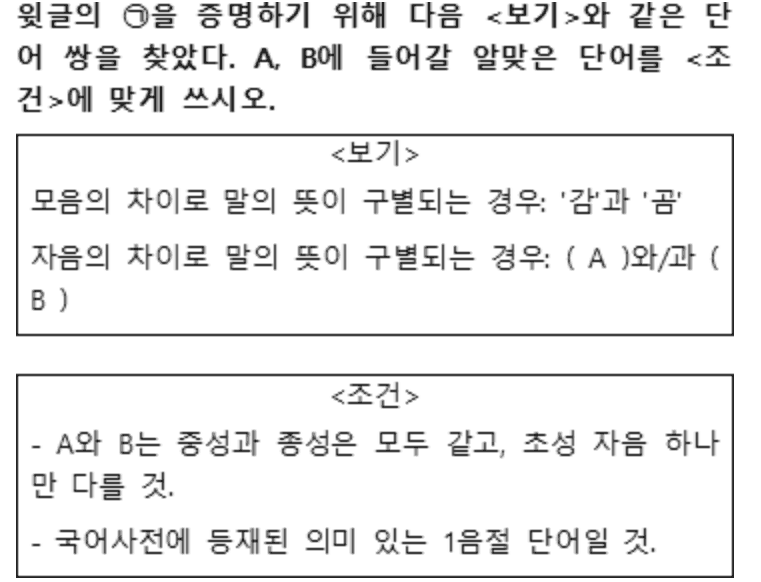 윗글의 ㉠을 증명하기 위해 다음 <보기>와 같은 단
어 쌍을 찾았다. A, B에 들어갈 알맞은 단어를 <조
건>에 맞게 쓰시오.
<보기>
모음의 차이로 말의 뜻이 구별되는 경우: '감'과 '곰'
자음의 차이로 말의 뜻이 구별되는 경우: ( A )와/과 (
B )
<조건>
- A와 B는 중성과 종성은 모두 같고, 초성 자음 하나
만 다를 것.
- 국어사전에 등재된 의미 있는 1음절 단어일 것.